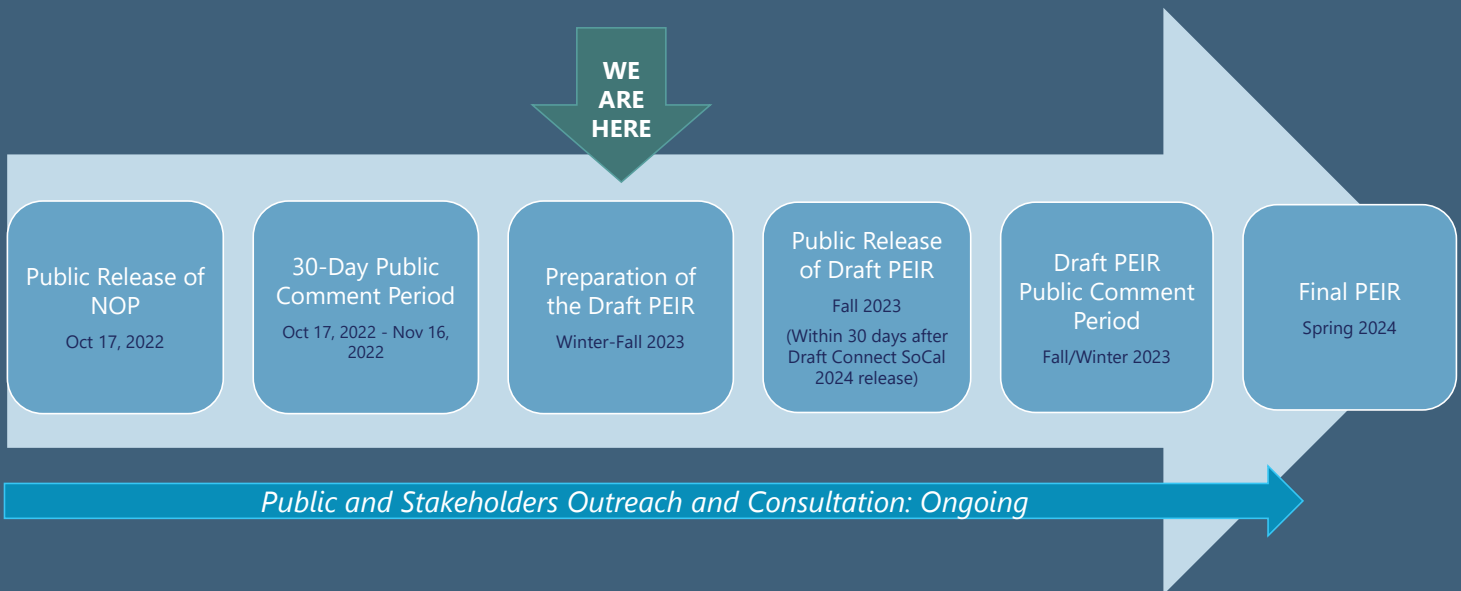 WE
ARE
HERE
Public Release of
NOP
Oct 17, 2022
30-Day Public
Comment Period
Oct 17, 2022 - Nov 16,
2022
Preparation of
the Draft PEIR
Winter-Fall 2023
Public Release
of Draft PEIR
Fall 2023
(Within 30 days after
Draft Connect SoCal
2024 release)
Draft PEIR
Public Comment
Period
Fall/Winter 2023
Final PEIR
Spring 2024
Public and Stakeholders Outreach and Consultation: Ongoing